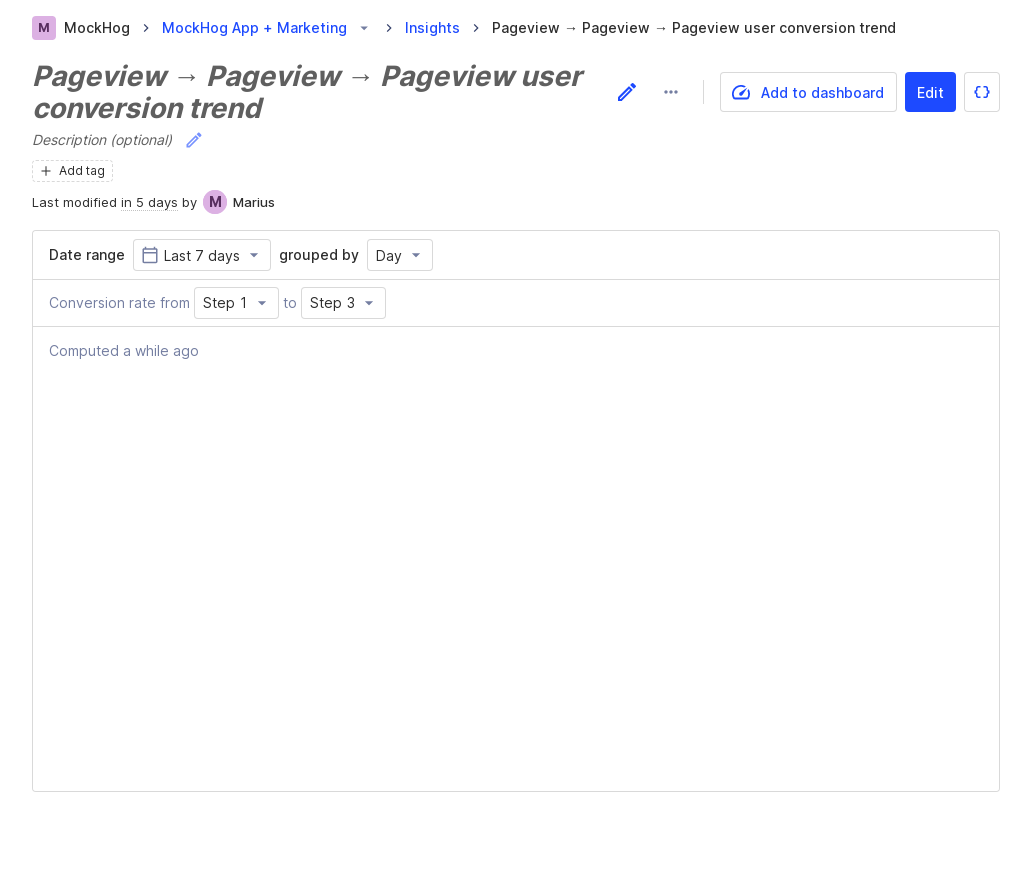 M MockHog MockHog App + Marketing Insights Pageview → Pageview → Pageview user conversion trend
Pageview → Pageview → Pageview user
conversion trend
Add to dashboard Edit
Description (optional)
Add tag
Last modified in 5 days by M Marius
Date range Last 7 days grouped by Day
Conversion rate from Step 1 to Step 3
Computed a while ago